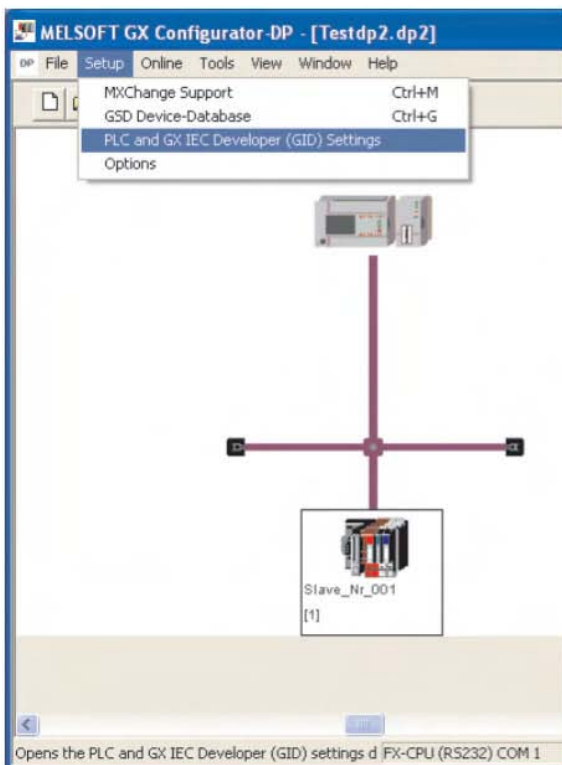 MELSOFT GX Configurator-DP - [Testdp2.dp2]
DP File Setup Online Tools View Window Help
MXChange Support Ctrl+M
GSD Device-Database Ctrl+G
PLC and GX IEC Developer (GID) Settings
Options
Slave_Nr_001
[1]
Opens the PLC and GX IEC Developer (GID) settings d FX-CPU (RS232) COM 1